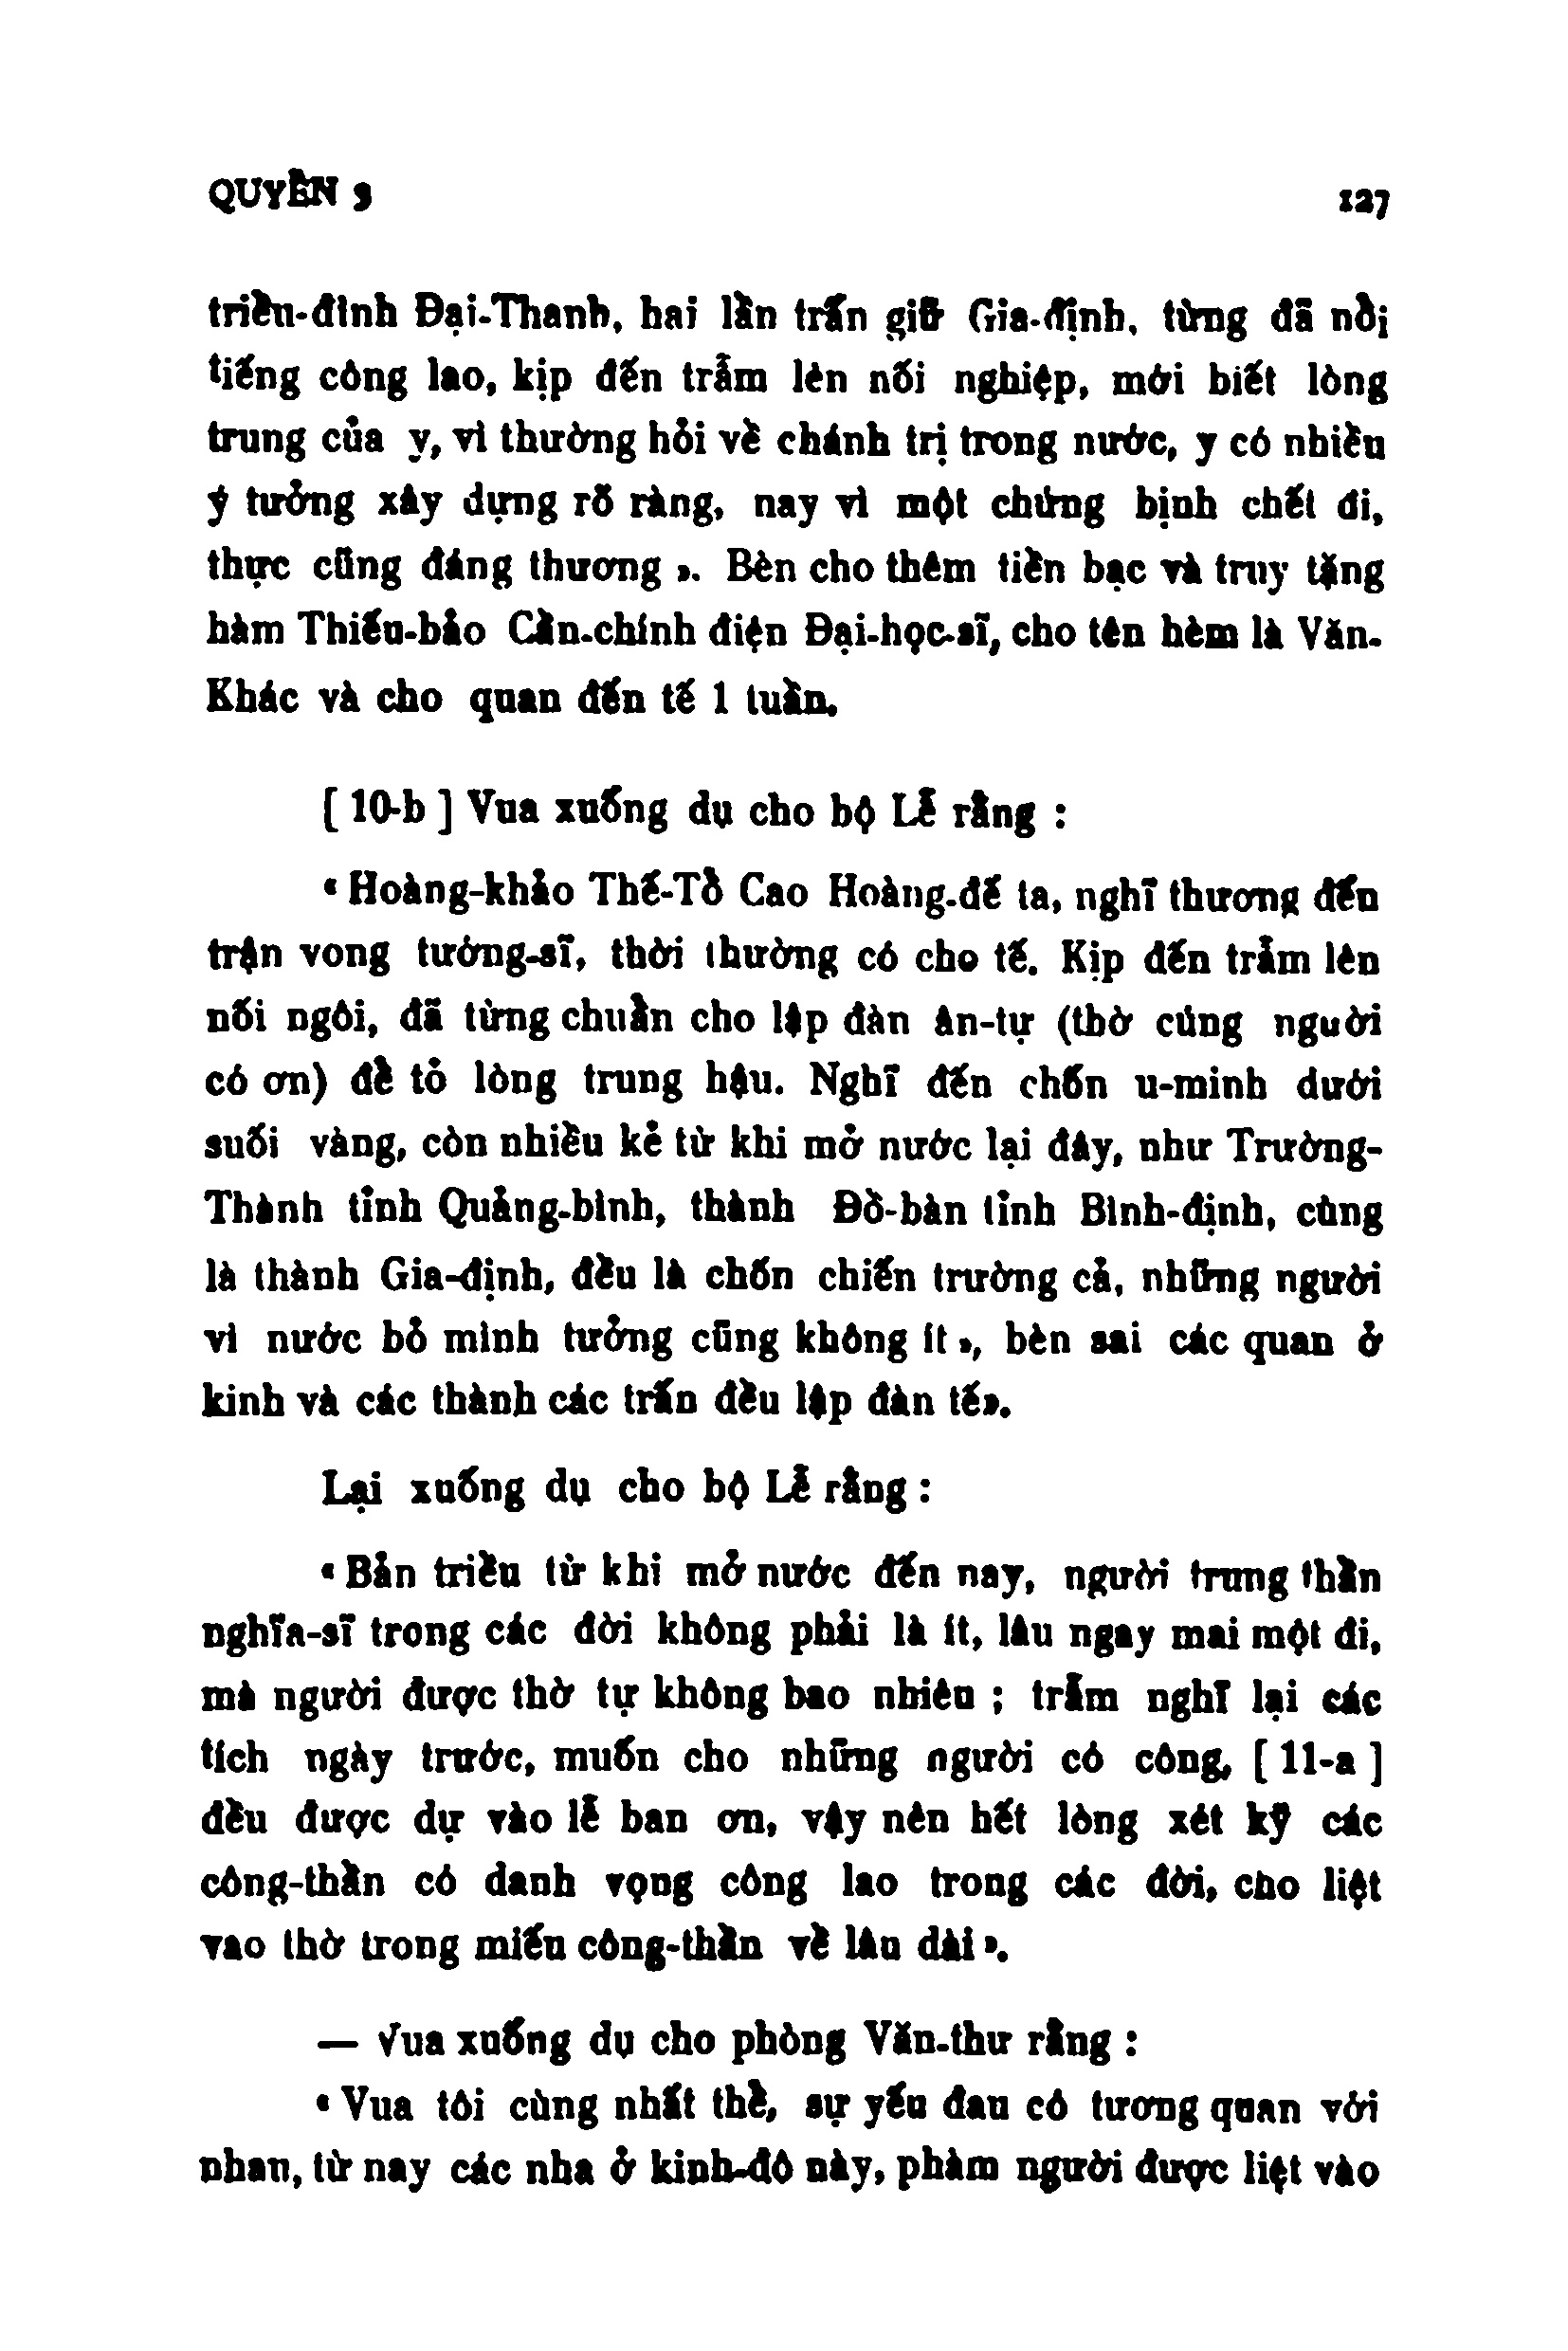 QUYỂN 3
127
triều-đình Đại-Thanh, hai lần trấn giữ Gia-định, từng đã nổi
tiếng công lao, kịp đến trẫm lên nối nghiệp, mới biết lòng
trung của y, vì thường hỏi về chánh trị trong nước, y có nhiều
ý tưởng xây dựng rõ ràng, nay vì một chứng bịnh chết đi,
thực cũng đáng thương ». Bèn cho thêm tiền bạc và truy tặng
hàm Thiếu-bảo Cần-chính điện Đại-học-sĩ, cho tên hèm là Văn-
Khác và cho quan đến tế 1 tuần.
[ 10-b ] Vua xuống dụ cho bộ Lễ rằng :
« Hoàng-khảo Thế-Tổ Cao Hoàng-đế ta, nghĩ thương đến
trận vong tướng-sĩ, thời thường có cho tế. Kịp đến trẫm lên
nối ngôi, đã từng chuẩn cho lập đàn ân-tự (thờ cúng người
có ơn) để tỏ lòng trung hậu. Nghĩ đến chốn u-minh dưới
suối vàng, còn nhiều kẻ từ khi mở nước lại đây, như Trường-
Thành tỉnh Quảng-bình, thành Đồ-bàn tỉnh Bình-định, cùng
là thành Gia-định, đều là chốn chiến trường cả, những người
vì nước bỏ mình tưởng cũng không ít », bèn sai các quan ở
kinh và các thành các trấn đều lập đàn tế».
Lại xuống dụ cho bộ Lễ rằng :
« Bản triều từ khi mở nước đến nay, người trung thần
nghĩa-sĩ trong các đời không phải là ít, lâu ngay mai một đi,
mà người được thờ tự không bao nhiêu ; trẫm nghĩ lại các
tích ngày trước, muốn cho những người có công, [ 11-a ]
đều được dự vào lễ ban ơn, vậy nên hết lòng xét kỹ các
công-thần có danh vọng công lao trong các đời, cho liệt
vao thờ trong miếu công-thần về lâu dài ».
— Vua xuống dụ cho phòng Văn-thư rằng :
« Vua tôi cùng nhất thể, sự yếu đau có tương quan với
nhau, từ nay các nha ở kinh-đô này, phàm người được liệt vào